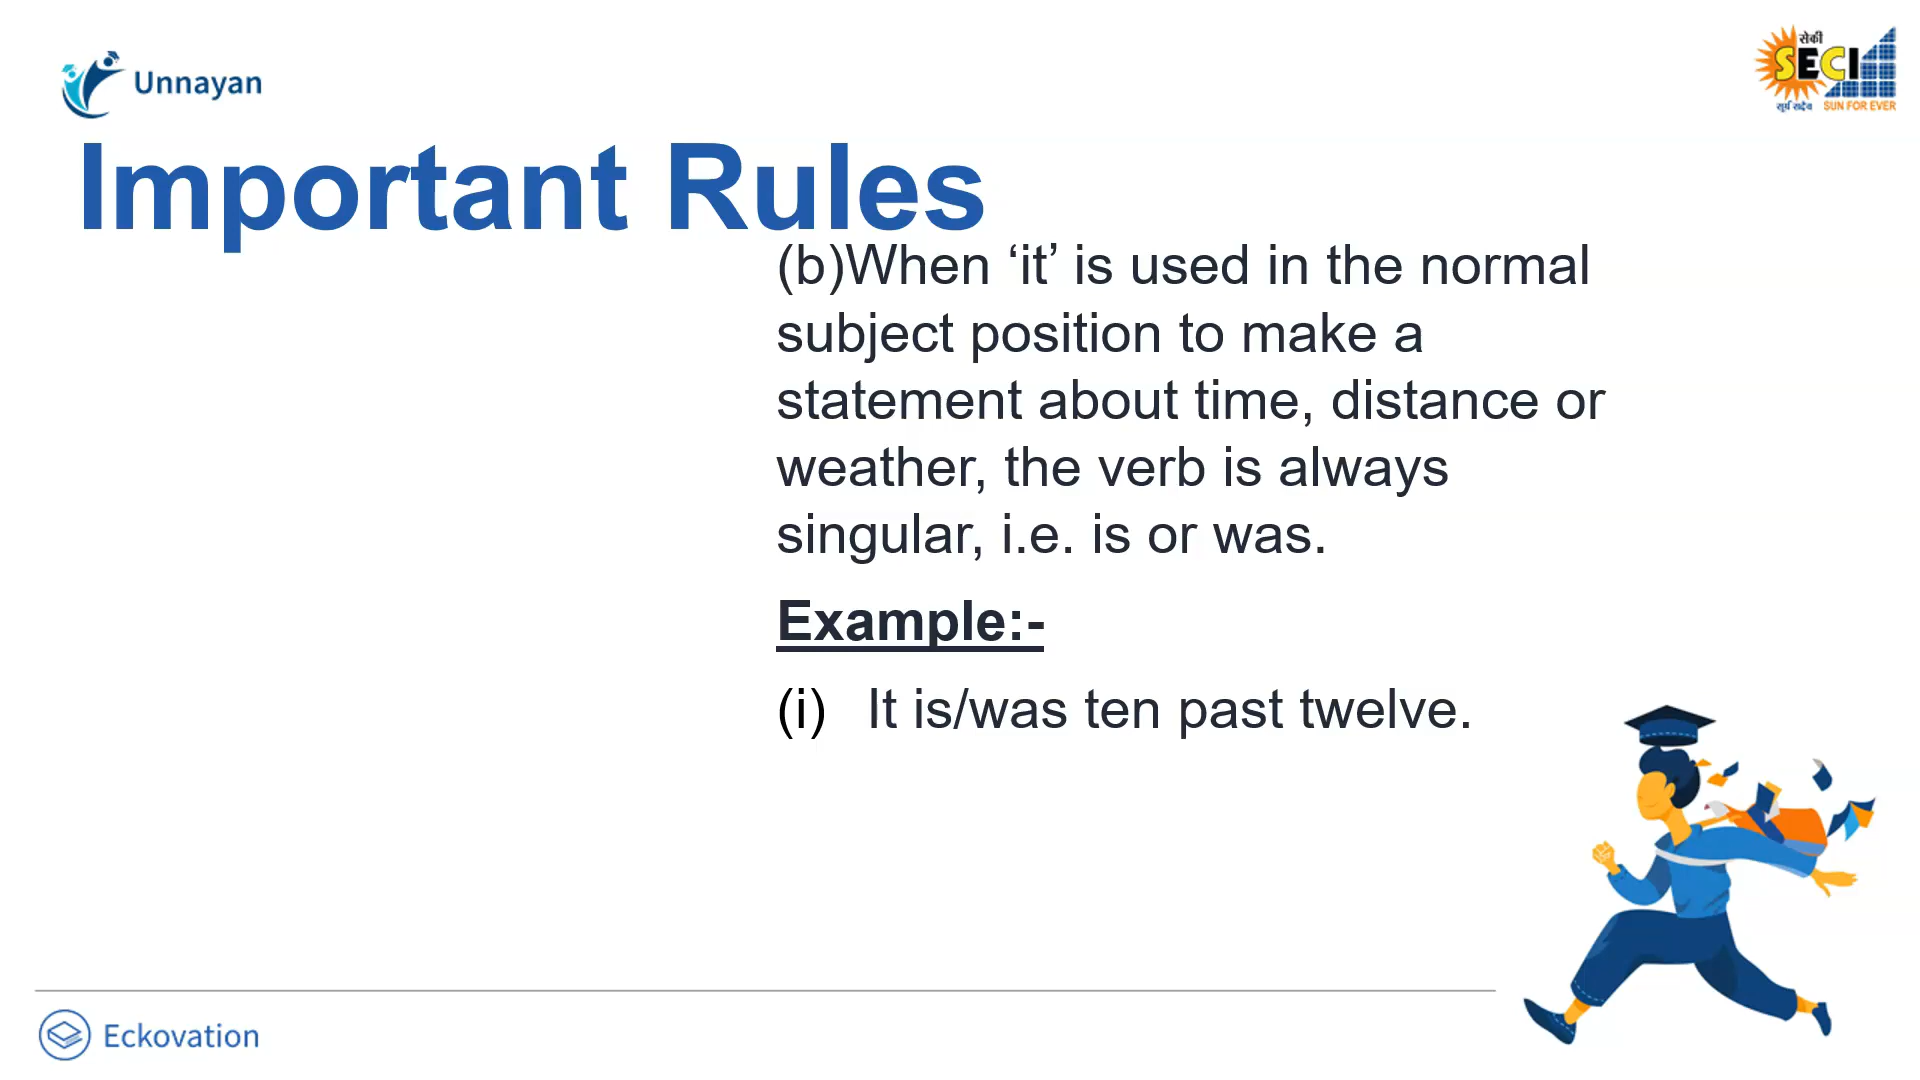 Unnayan
सेकी
SECI
सूर्य सदैव SUN FOR EVER
Important Rules
(b)When ‘it’ is used in the normal
subject position to make a
statement about time, distance or
weather, the verb is always
singular, i.e. is or was.
Example:-
(i) It is/was ten past twelve.
Eckovation